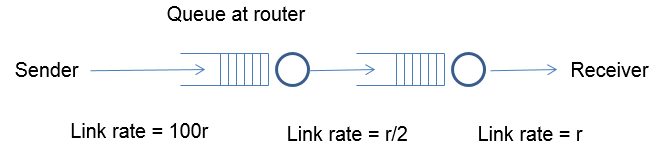 Queue at router
Sender
Receiver
Link rate = 100r
Link rate = r/2
Link rate = r